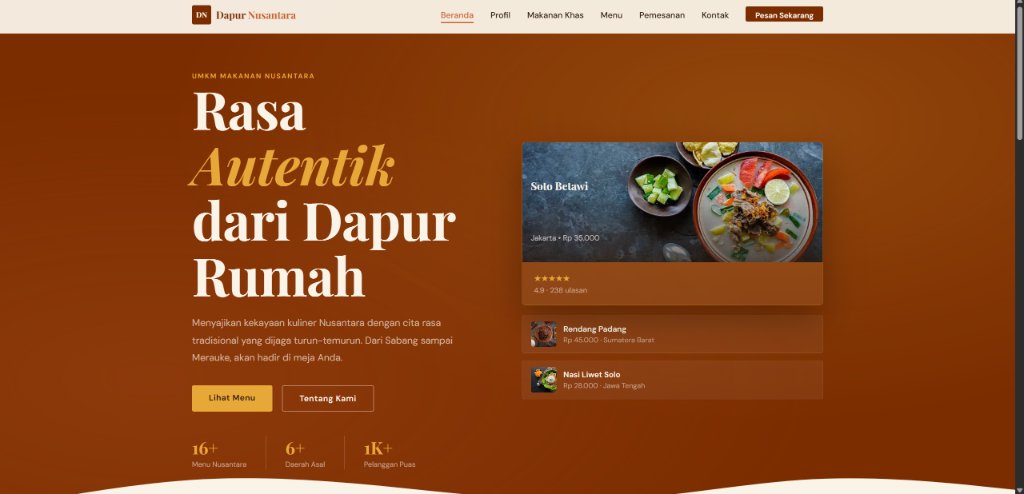 DN Dapur Nusantara
Beranda Profil Makanan Khas Menu Pemesanan Kontak Pesan Sekarang
UMKM MAKANAN NUSANTARA
Rasa
Autentik
dari Dapur
Rumah
Menyajikan kekayaan kuliner Nusantara dengan cita rasa
tradisional yang dijaga turun-temurun. Dari Sabang sampai
Merauke, akan hadir di meja Anda.
Lihat Menu Tentang Kami
16+ 6+ 1K+
Menu Nusantara Daerah Asal Pelanggan Puas
Soto Betawi
Jakarta • Rp 35.000
★★★★★
4.9 · 238 ulasan
Rendang Padang
Rp 45.000 · Sumatera Barat
Nasi Liwet Solo
Rp 28.000 · Jawa Tengah